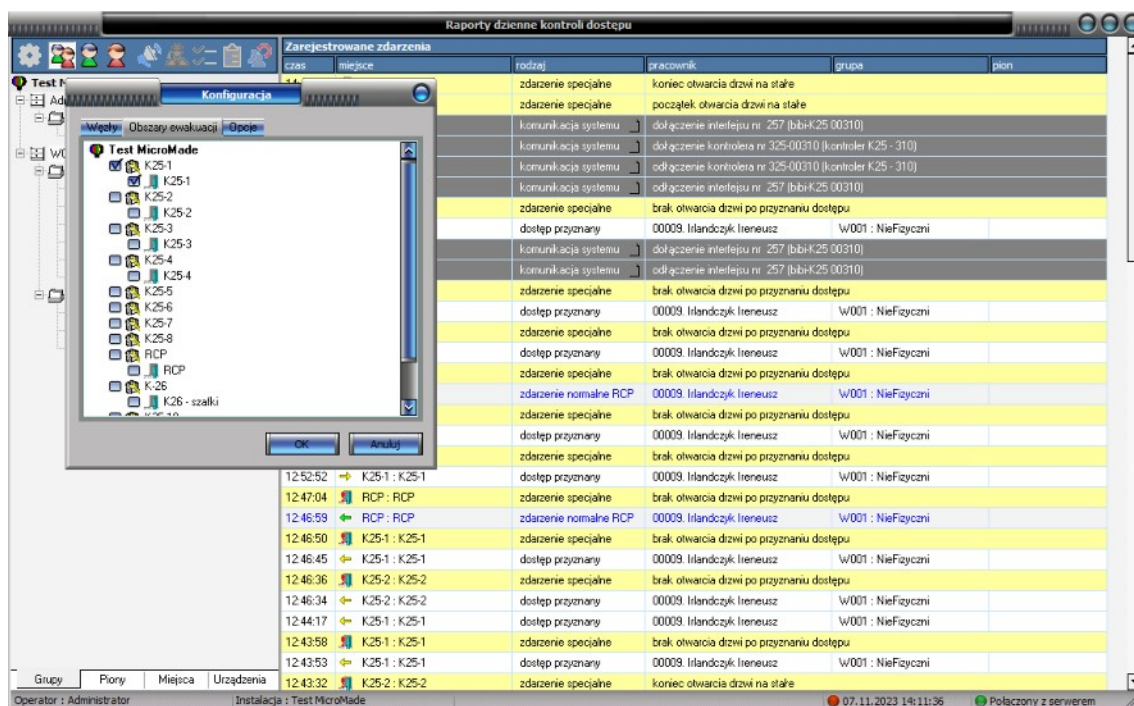 Raporty dzienne kontroli dostępu
Zarejestrowane zdarzenia
czas miejsce rodzaj pracownik grupa pion
Test
zdarzenie specjalne koniec otwarcia drzwi na stałe
zdarzenie specjalne początek otwarcia drzwi na stałe
komunikacja systemu dołączenie interfejsu nr 257 (bibi-K25 00310)
komunikacja systemu dołączenie kontrolera nr 325-00310 (kontroler K25 - 310)
komunikacja systemu odłączenie kontrolera nr 325-00310 (kontroler K25 - 310)
komunikacja systemu odłączenie interfejsu nr 257 (bibi-K25 00310)
zdarzenie specjalne brak otwarcia drzwi po przyznaniu dostępu
dostęp przyznany 00009. Irlandczyk Ireneusz W001 : NieFizyczni
komunikacja systemu dołączenie interfejsu nr 257 (bibi-K25 00310)
komunikacja systemu odłączenie interfejsu nr 257 (bibi-K25 00310)
zdarzenie specjalne brak otwarcia drzwi po przyznaniu dostępu
dostęp przyznany 00009. Irlandczyk Ireneusz W001 : NieFizyczni
zdarzenie specjalne brak otwarcia drzwi po przyznaniu dostępu
dostęp przyznany 00009. Irlandczyk Ireneusz W001 : NieFizyczni
zdarzenie specjalne brak otwarcia drzwi po przyznaniu dostępu
zdarzenie normalne RCP 00009. Irlandczyk Ireneusz W001 : NieFizyczni
zdarzenie specjalne brak otwarcia drzwi po przyznaniu dostępu
dostęp przyznany 00009. Irlandczyk Ireneusz W001 : NieFizyczni
zdarzenie specjalne brak otwarcia drzwi po przyznaniu dostępu
12:52:52 K25-1 : K25-1 dostęp przyznany 00009. Irlandczyk Ireneusz W001 : NieFizyczni
12:47:04 RCP : RCP zdarzenie specjalne brak otwarcia drzwi po przyznaniu dostępu
12:46:59 RCP : RCP zdarzenie normalne RCP 00009. Irlandczyk Ireneusz W001 : NieFizyczni
12:46:50 K25-1 : K25-1 zdarzenie specjalne brak otwarcia drzwi po przyznaniu dostępu
12:46:45 K25-1 : K25-1 dostęp przyznany 00009. Irlandczyk Ireneusz W001 : NieFizyczni
12:46:36 K25-2 : K25-2 zdarzenie specjalne brak otwarcia drzwi po przyznaniu dostępu
12:46:34 K25-2 : K25-2 dostęp przyznany 00009. Irlandczyk Ireneusz W001 : NieFizyczni
12:44:17 K25-1 : K25-1 dostęp przyznany 00009. Irlandczyk Ireneusz W001 : NieFizyczni
12:43:58 K25-1 : K25-1 zdarzenie specjalne brak otwarcia drzwi po przyznaniu dostępu
12:43:53 K25-1 : K25-1 dostęp przyznany 00009. Irlandczyk Ireneusz W001 : NieFizyczni
12:43:32 K25-2 : K25-2 zdarzenie specjalne koniec otwarcia drzwi na stałe
Konfiguracja
Węzły Obszary ewakuacji Opcje
Test MicroMade
K25-1
K25-1
K25-2
K25-2
K25-3
K25-3
K25-4
K25-4
K25-5
K25-6
K25-7
K25-8
RCP
RCP
K-26
K26 - szafki
OK Anuluj
Grupy Piony Miejsca Urządzenia
Operator : Administrator Instalacja : Test MicroMade 07.11.2023 14:11:36 Połączony z serwerem